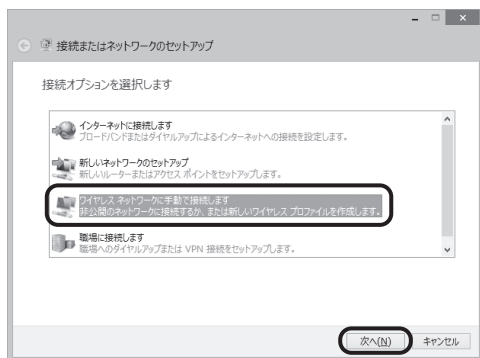 接続またはネットワークのセットアップ
接続オプションを選択します
インターネットに接続します
ブロードバンドまたはダイヤルアップによるインターネットへの接続を設定します。
新しいネットワークのセットアップ
新しいルーターまたはアクセス ポイントをセットアップします。
ワイヤレス ネットワークに手動で接続します
非公開のネットワークに接続するか、または新しいワイヤレス プロファイルを作成します。
職場に接続します
職場へのダイヤルアップまたは VPN 接続をセットアップします。
次へ(N) キャンセル